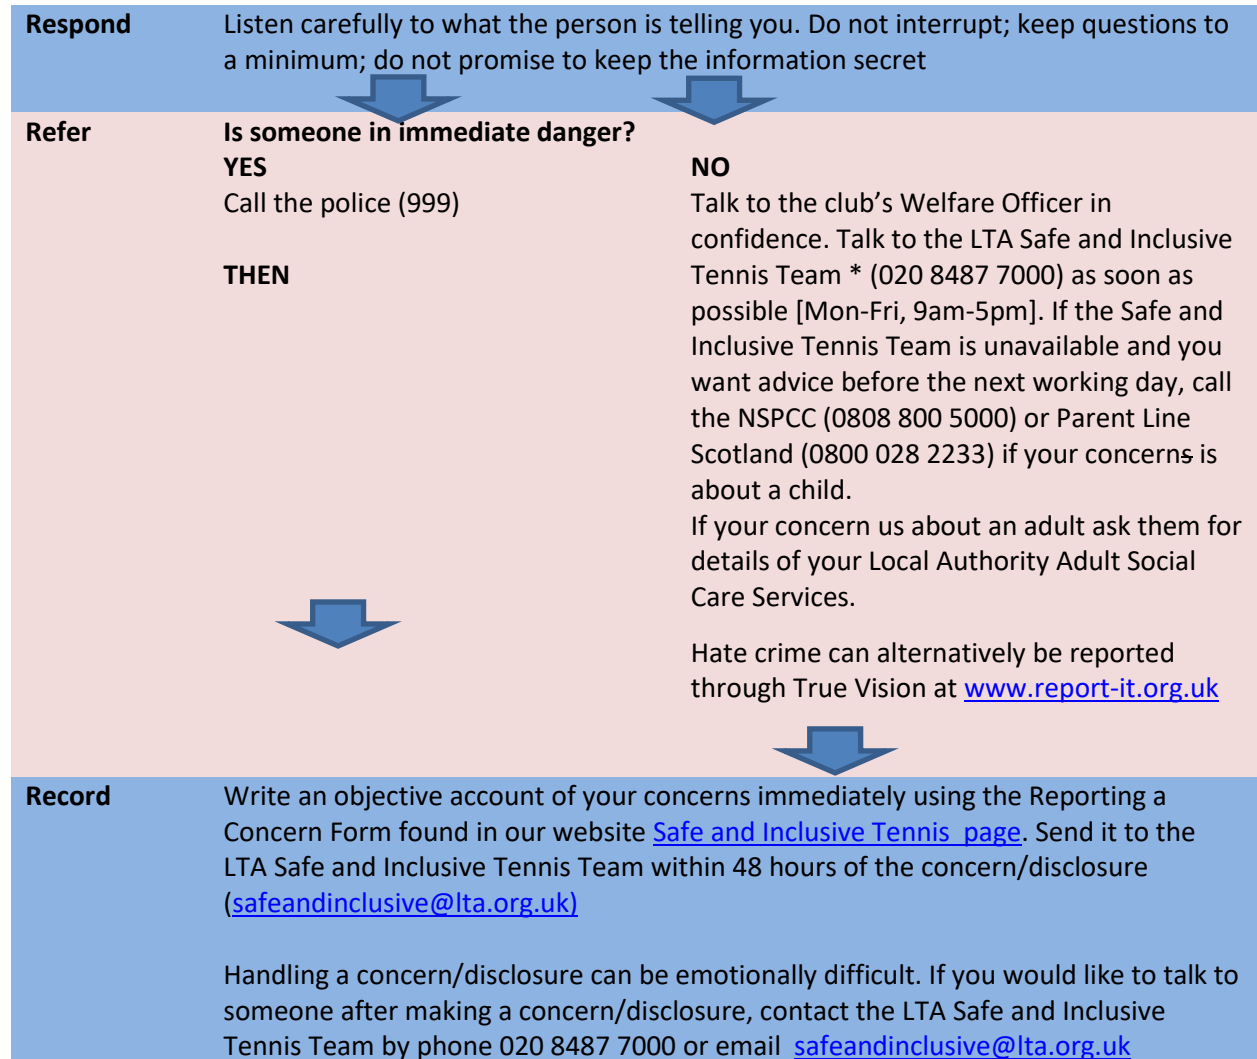 Respond
Listen carefully to what the person is telling you. Do not interrupt; keep questions to
a minimum; do not promise to keep the information secret
Refer
Is someone in immediate danger?
YES
Call the police (999)
THEN
NO
Talk to the club’s Welfare Officer in
confidence. Talk to the LTA Safe and Inclusive
Tennis Team * (020 8487 7000) as soon as
possible [Mon-Fri, 9am-5pm]. If the Safe and
Inclusive Tennis Team is unavailable and you
want advice before the next working day, call
the NSPCC (0808 800 5000) or Parent Line
Scotland (0800 028 2233) if your concerns is
about a child.
If your concern us about an adult ask them for
details of your Local Authority Adult Social
Care Services.
Hate crime can alternatively be reported
through True Vision at www.report-it.org.uk
Record
Write an objective account of your concerns immediately using the Reporting a
Concern Form found in our website Safe and Inclusive Tennis  page. Send it to the
LTA Safe and Inclusive Tennis Team within 48 hours of the concern/disclosure
(safeandinclusive@lta.org.uk)
Handling a concern/disclosure can be emotionally difficult. If you would like to talk to
someone after making a concern/disclosure, contact the LTA Safe and Inclusive
Tennis Team by phone 020 8487 7000 or email  safeandinclusive@lta.org.uk